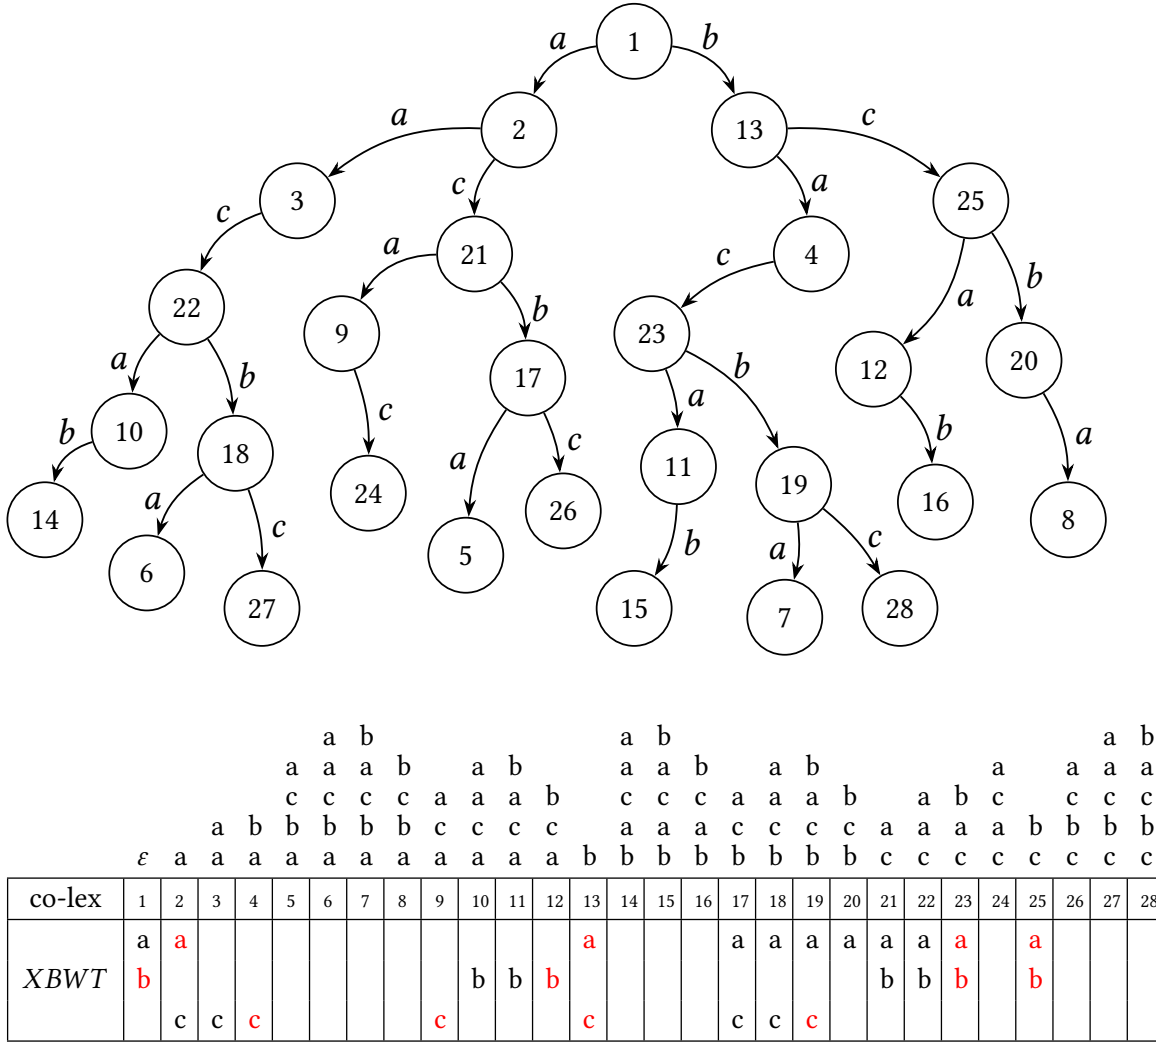 a 1 b
a 2 13 c
c 3 c a 25
a 21 c 4
22 b a b
9 23
a b 17 b 12 20
b 10 c a b a
18 a c 11 b a
14 a 24 26 19 16 8
c b a c
6 5
27 15 7 28
a b a b a b
a a a b a b a a b a b a a a a
c c c c a a a b c c c a a a b a b c c c c
a b b b b b c c c c a a a c c c c a a a a b b b b
ε a a a a a a a a a a a b b b b b b b b c c c c c c c c
co-lex 1 2 3 4 5 6 7 8 9 10 11 12 13 14 15 16 17 18 19 20 21 22 23 24 25 26 27 28
a a a a a a a a a a a
XBWT b b b b b b b b
c c c c c c c c